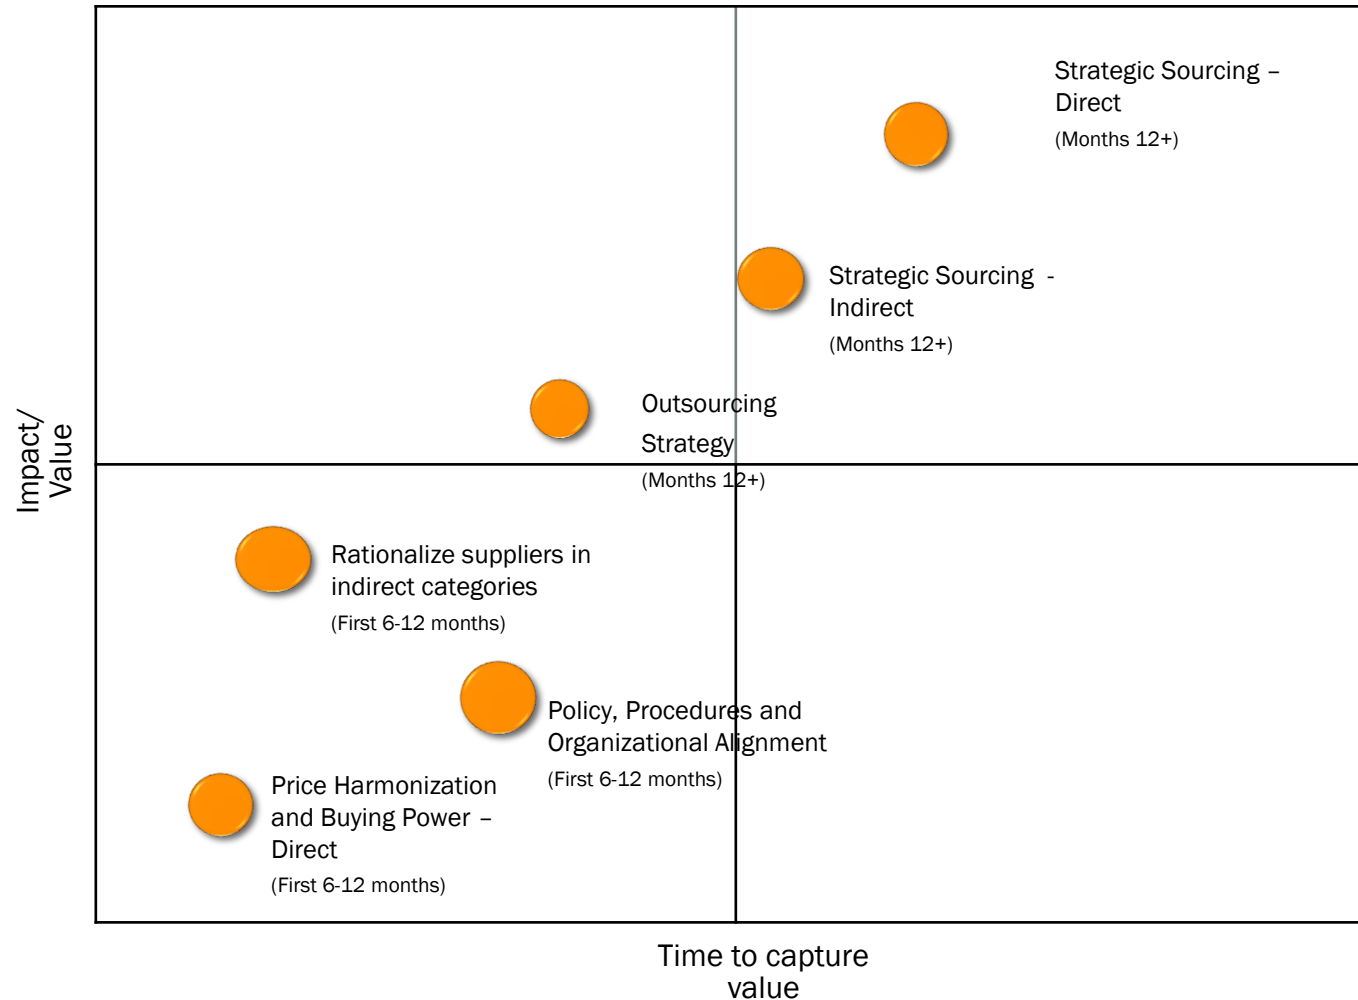 Strategic Sourcing –
Direct
(Months 12+)
Strategic Sourcing  -
Indirect
(Months 12+)
Outsourcing
Strategy
(Months 12+)
Impact/
Value
Rationalize suppliers in
indirect categories
(First 6-12 months)
Policy, Procedures and
Organizational Alignment
(First 6-12 months)
Price Harmonization
and Buying Power –
Direct
(First 6-12 months)
Time to capture
value